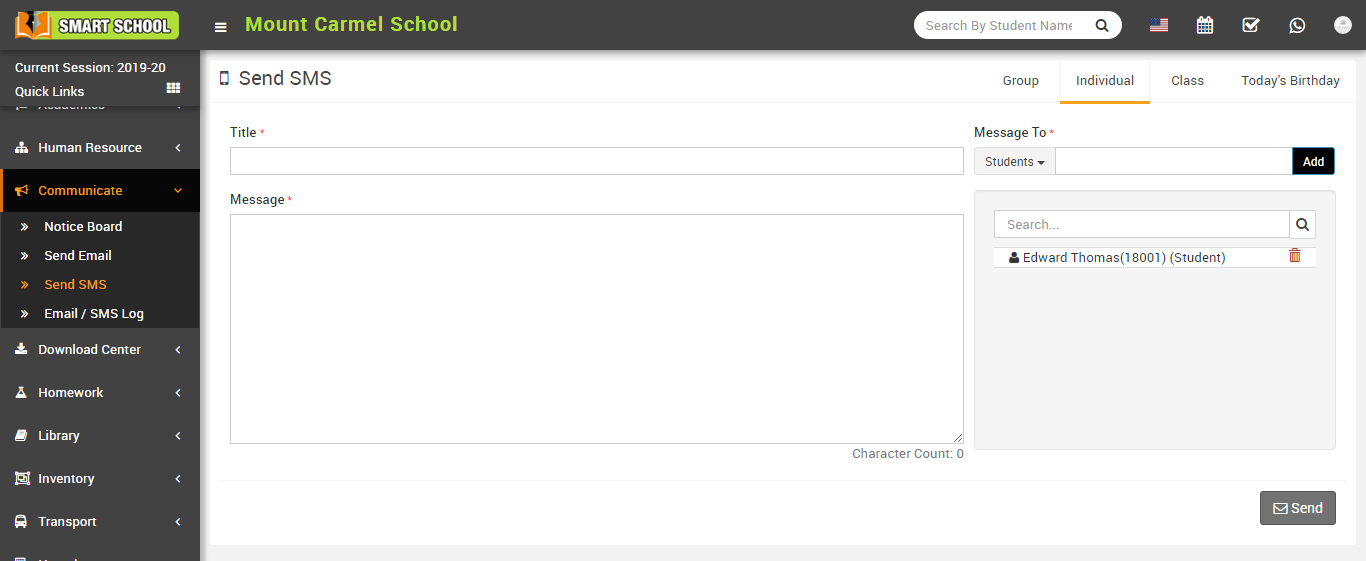 SMART SCHOOL
Mount Carmel School
Search By Student Name
Current Session: 2019-20
Quick Links
Academics
Human Resource
Communicate
Notice Board
Send Email
Send SMS
Email / SMS Log
Download Center
Homework
Library
Inventory
Transport
Send SMS
Group Individual Class Today's Birthday
Title *
Message *
Character Count: 0
Message To *
Students Add
Search...
Edward Thomas(18001) (Student)
Send